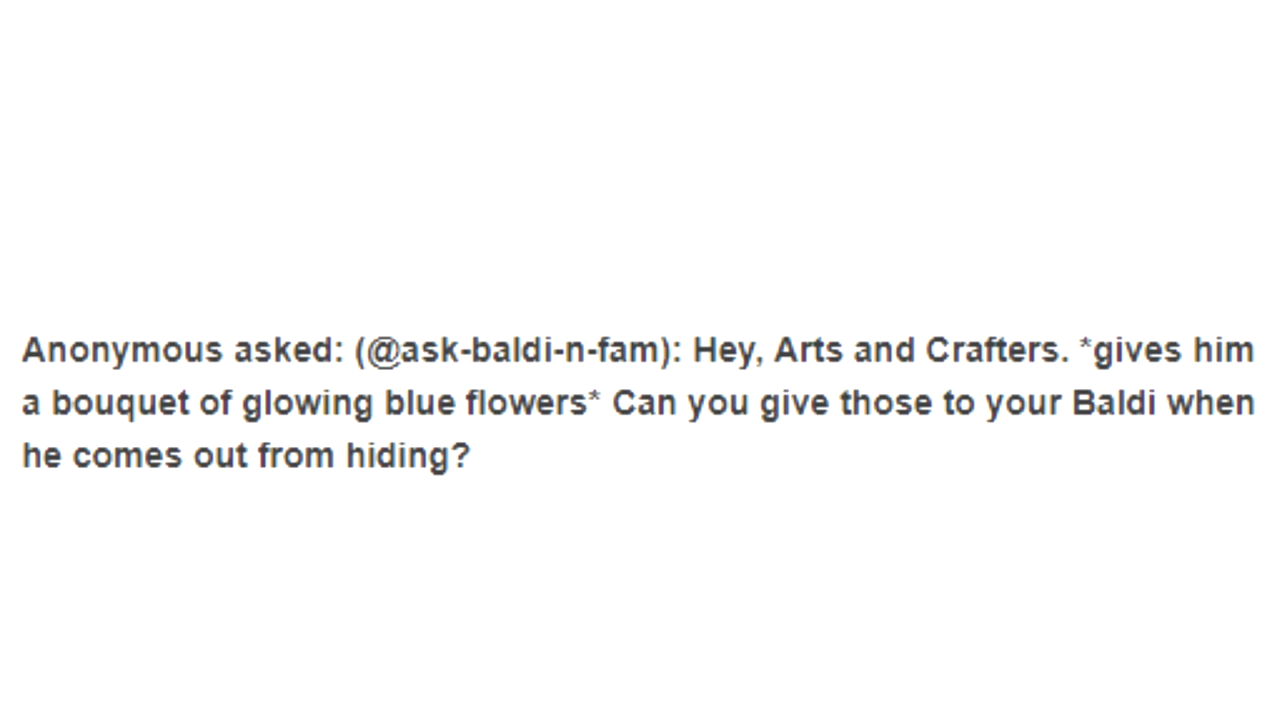 Anonymous asked: (@ask-baldi-n-fam): Hey, Arts and Crafters. *gives him
a bouquet of glowing blue flowers* Can you give those to your Baldi when
he comes out from hiding?